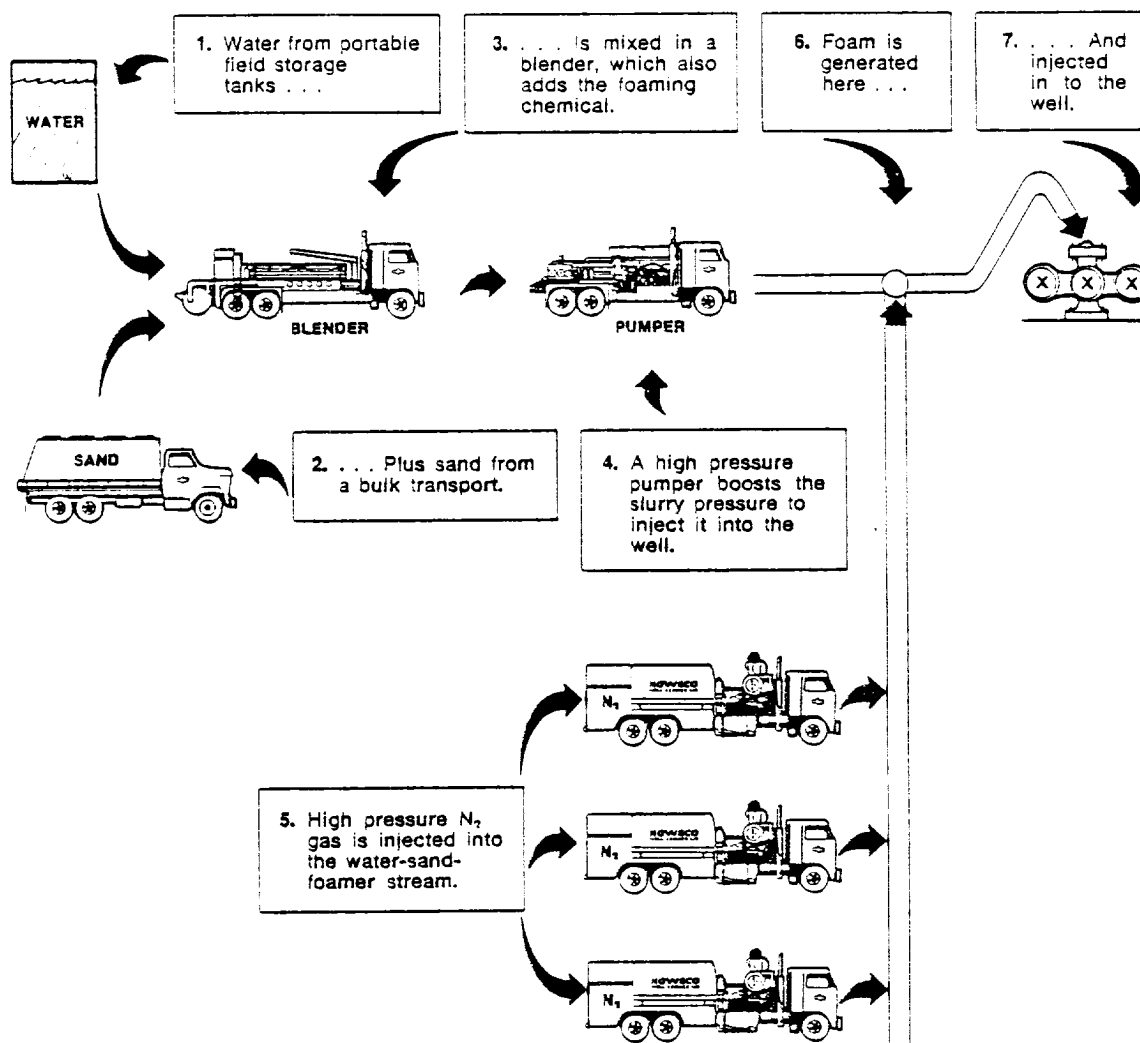 1. Water from portable
field storage
tanks . . .
3. . . . Is mixed in a
blender, which also
adds the foaming
chemical.
6. Foam is
generated
here . . .
7. . . . . And
injected
in to the
well.
WATER
BLENDER
PUMPER
SAND
2. . . . Plus sand from
a bulk transport.
4. A high pressure
pumper boosts the
slurry pressure to
inject it into the
well.
N₂
nowsco
5. High pressure N₂
gas is injected into
the water-sand-
foamer stream.
N₂
nowsco
N₂
nowsco